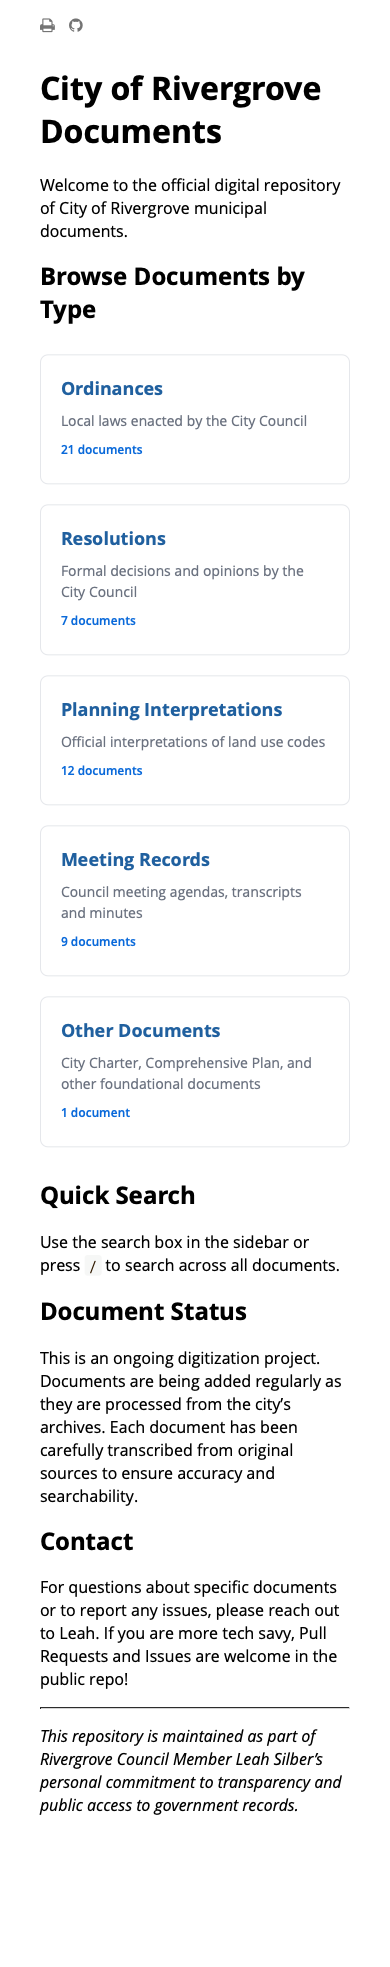 City of Rivergrove
Documents
Welcome to the official digital repository
of City of Rivergrove municipal
documents.
Browse Documents by
Type
Ordinances
Local laws enacted by the City Council
21 documents
Resolutions
Formal decisions and opinions by the
City Council
7 documents
Planning Interpretations
Official interpretations of land use codes
12 documents
Meeting Records
Council meeting agendas, transcripts
and minutes
9 documents
Other Documents
City Charter, Comprehensive Plan, and
other foundational documents
1 document
Quick Search
Use the search box in the sidebar or
press / to search across all documents.
Document Status
This is an ongoing digitization project.
Documents are being added regularly as
they are processed from the city’s
archives. Each document has been
carefully transcribed from original
sources to ensure accuracy and
searchability.
Contact
For questions about specific documents
or to report any issues, please reach out
to Leah. If you are more tech savy, Pull
Requests and Issues are welcome in the
public repo!
This repository is maintained as part of
Rivergrove Council Member Leah Silber’s
personal commitment to transparency and
public access to government records.